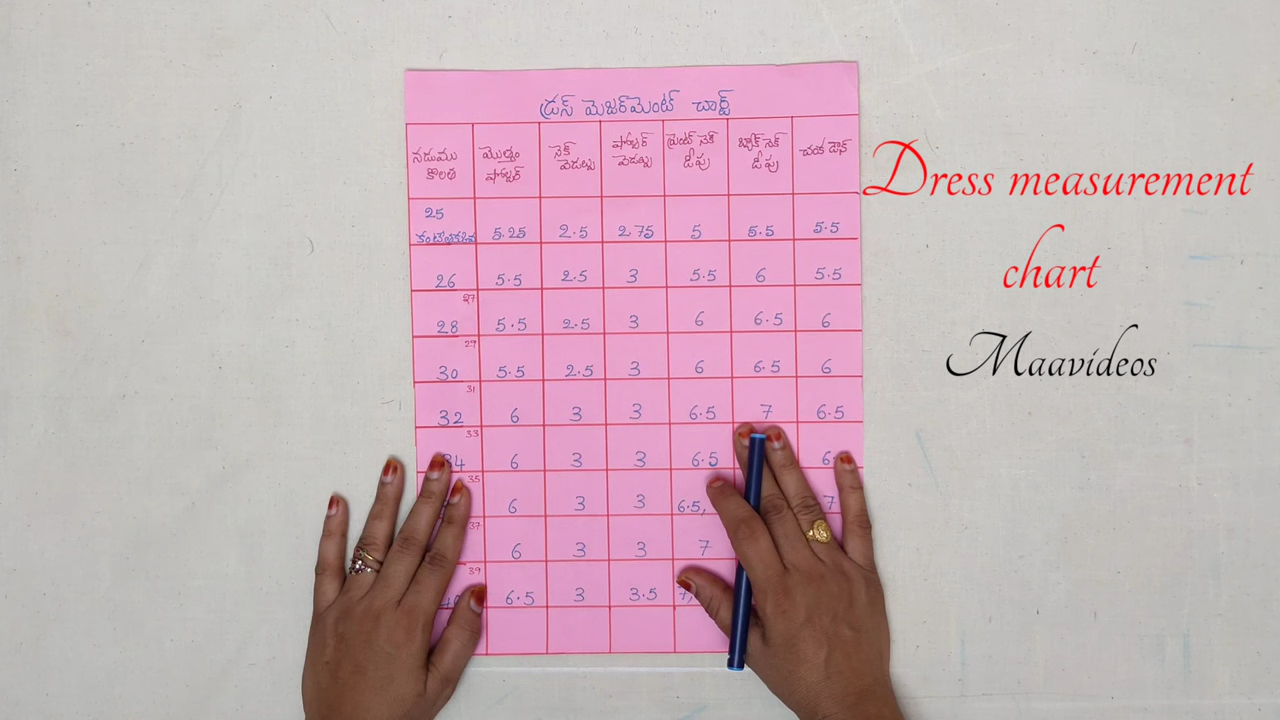 డ్రస్ మెజర్‌మెంట్ చార్ట్
నడుము కొలత మొత్తం షోల్డర్ నెక్ వెడల్పు షోల్డర్ వెడల్పు ఫ్రంట్ నెక్ డీపు బ్యాక్ నెక్ డీపు చంక డౌన్
25 5.25 2.5 2.75 5 5.5 5.5
26 5.5 2.5 3 5.5 6 5.5
27
28 5.5 2.5 3 6 6.5 6
29
30 5.5 2.5 3 6 6.5 6
31
32 6 3 3 6.5 7 6.5
33
34 6 3 3 6.5
35
6 3 3 6.5, 7
37
6 3 3 7
39
6.5 3 3.5
Dress measurement
chart
Maavideos